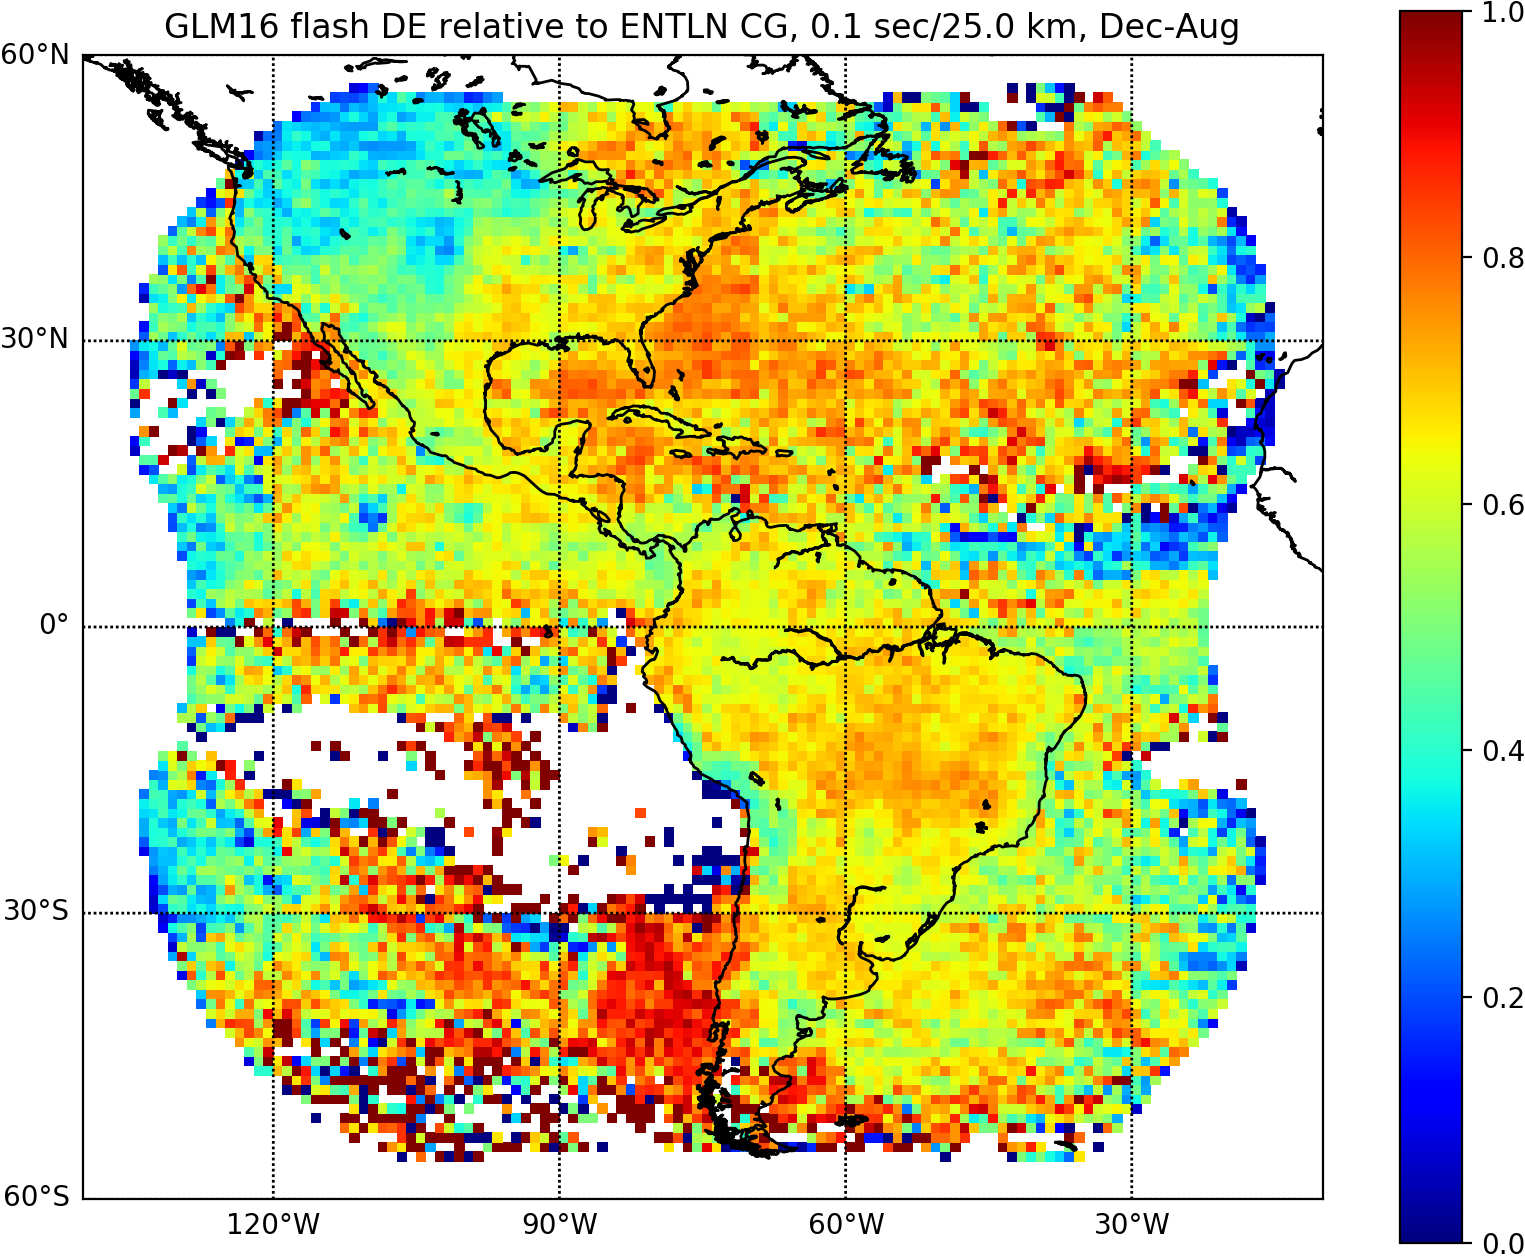 GLM16 flash DE relative to ENTLN CG, 0.1 sec/25.0 km, Dec-Aug
60°N
30°N
0°
30°S
60°S
120°W
90°W
60°W
30°W
1.0
0.8
0.6
0.4
0.2
0.0